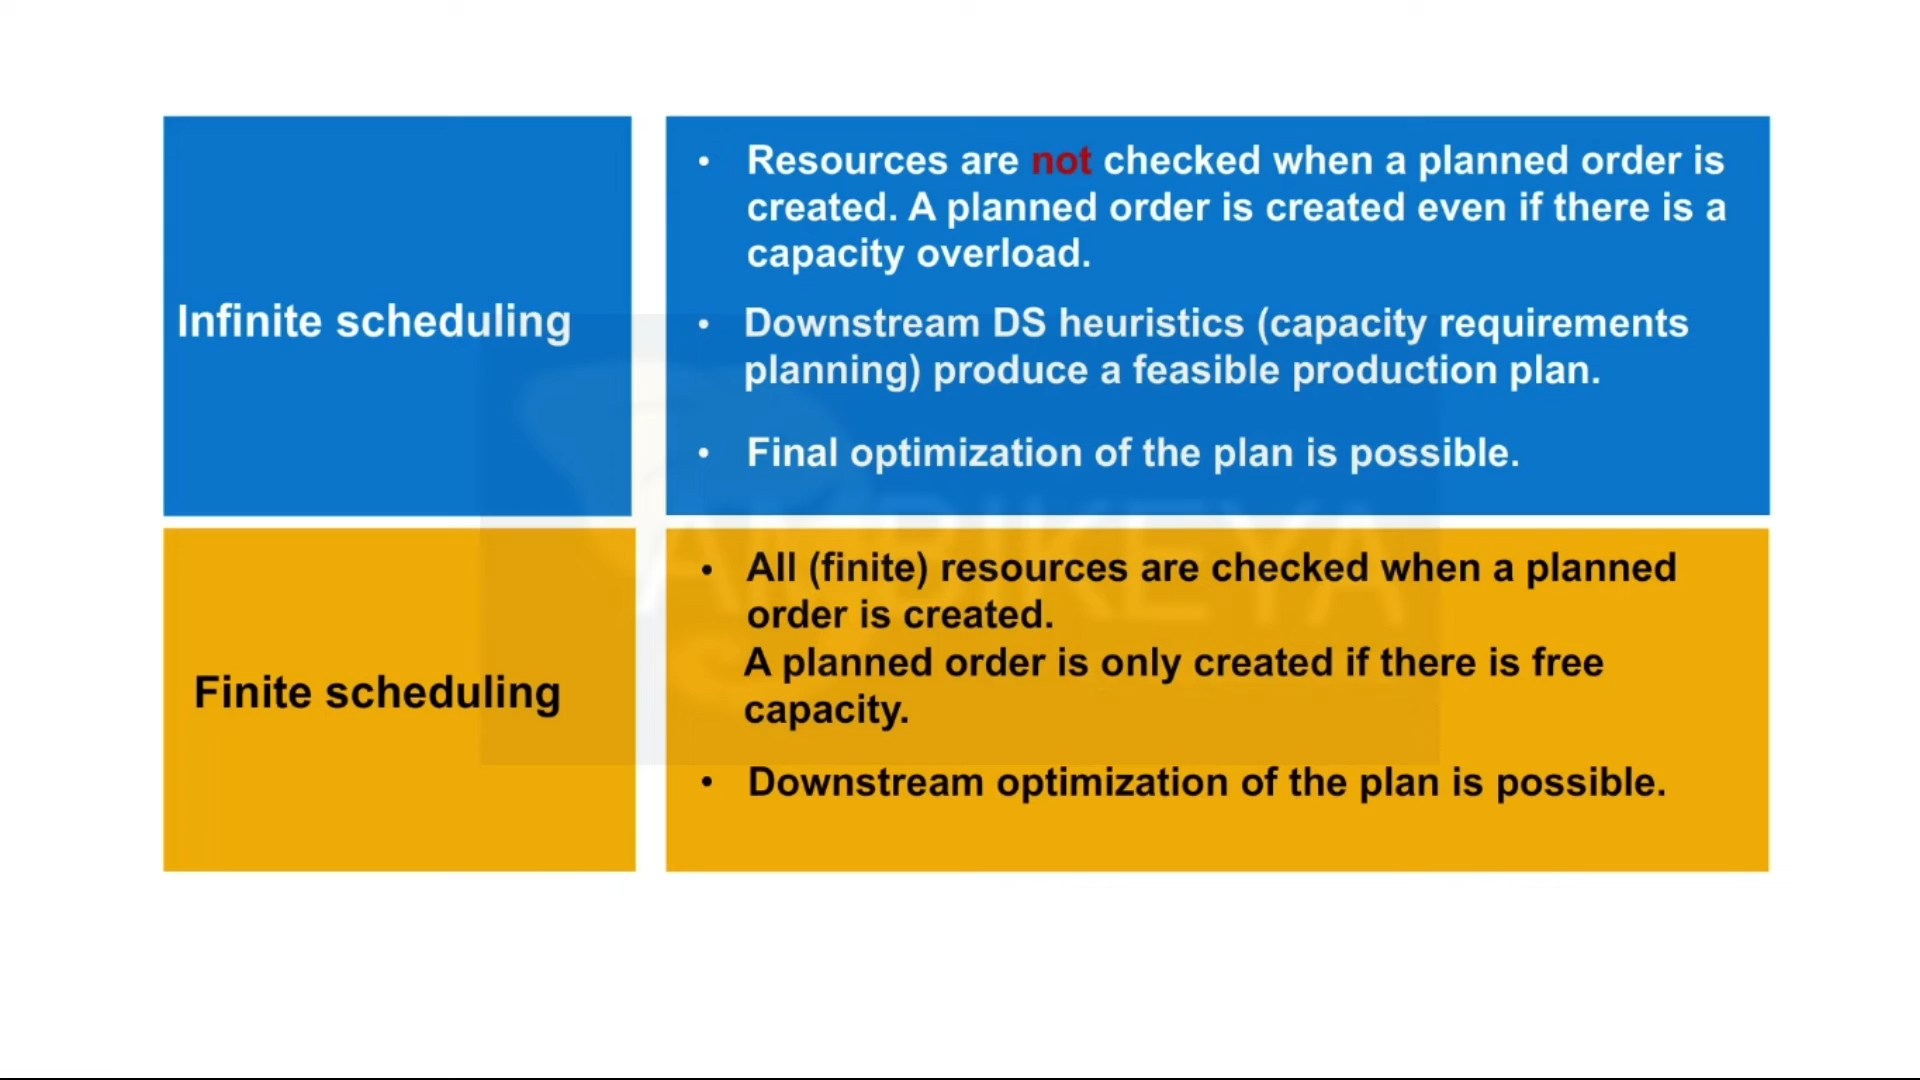 Infinite scheduling
• Resources are not checked when a planned order is
created. A planned order is created even if there is a
capacity overload.
• Downstream DS heuristics (capacity requirements
planning) produce a feasible production plan.
• Final optimization of the plan is possible.
Finite scheduling
• All (finite) resources are checked when a planned
order is created.
A planned order is only created if there is free
capacity.
• Downstream optimization of the plan is possible.